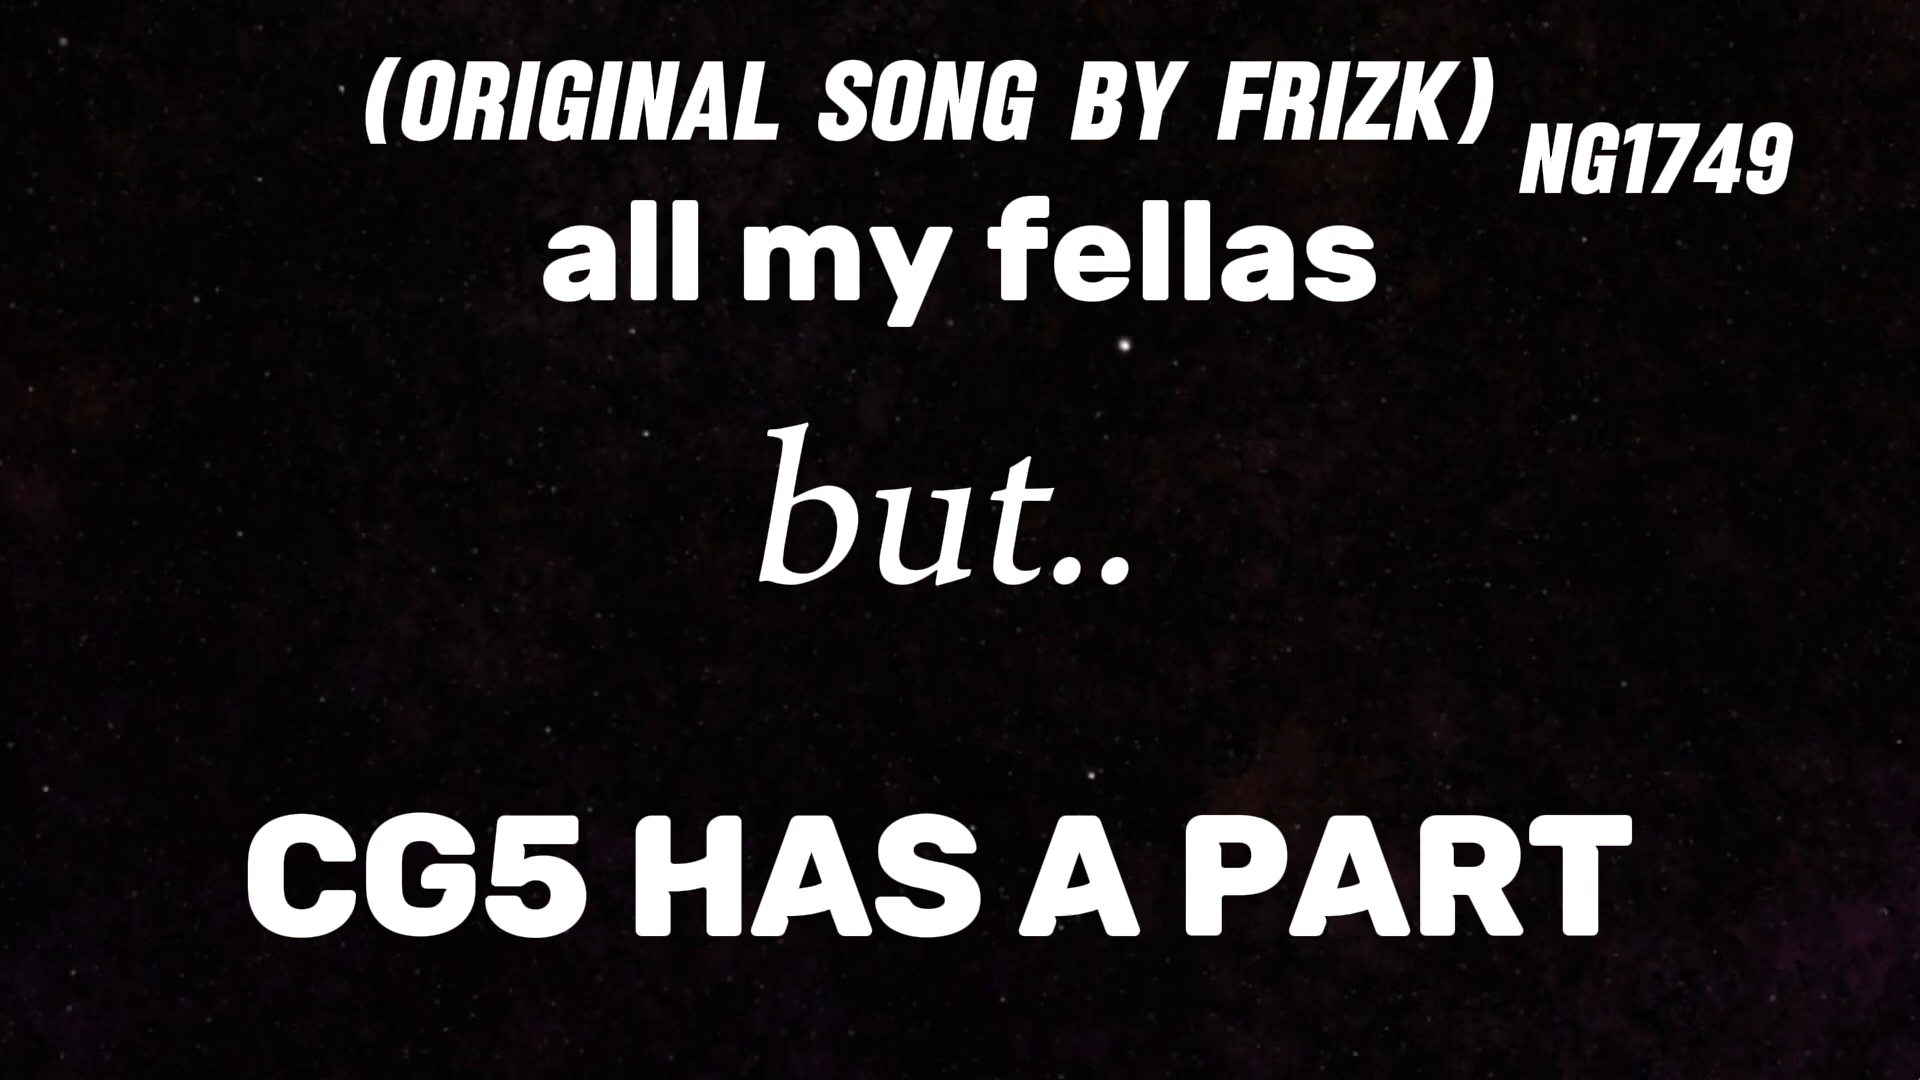 (ORIGINAL SONG BY FRIZK)
NG1749
all my fellas
but..
CG5 HAS A PART